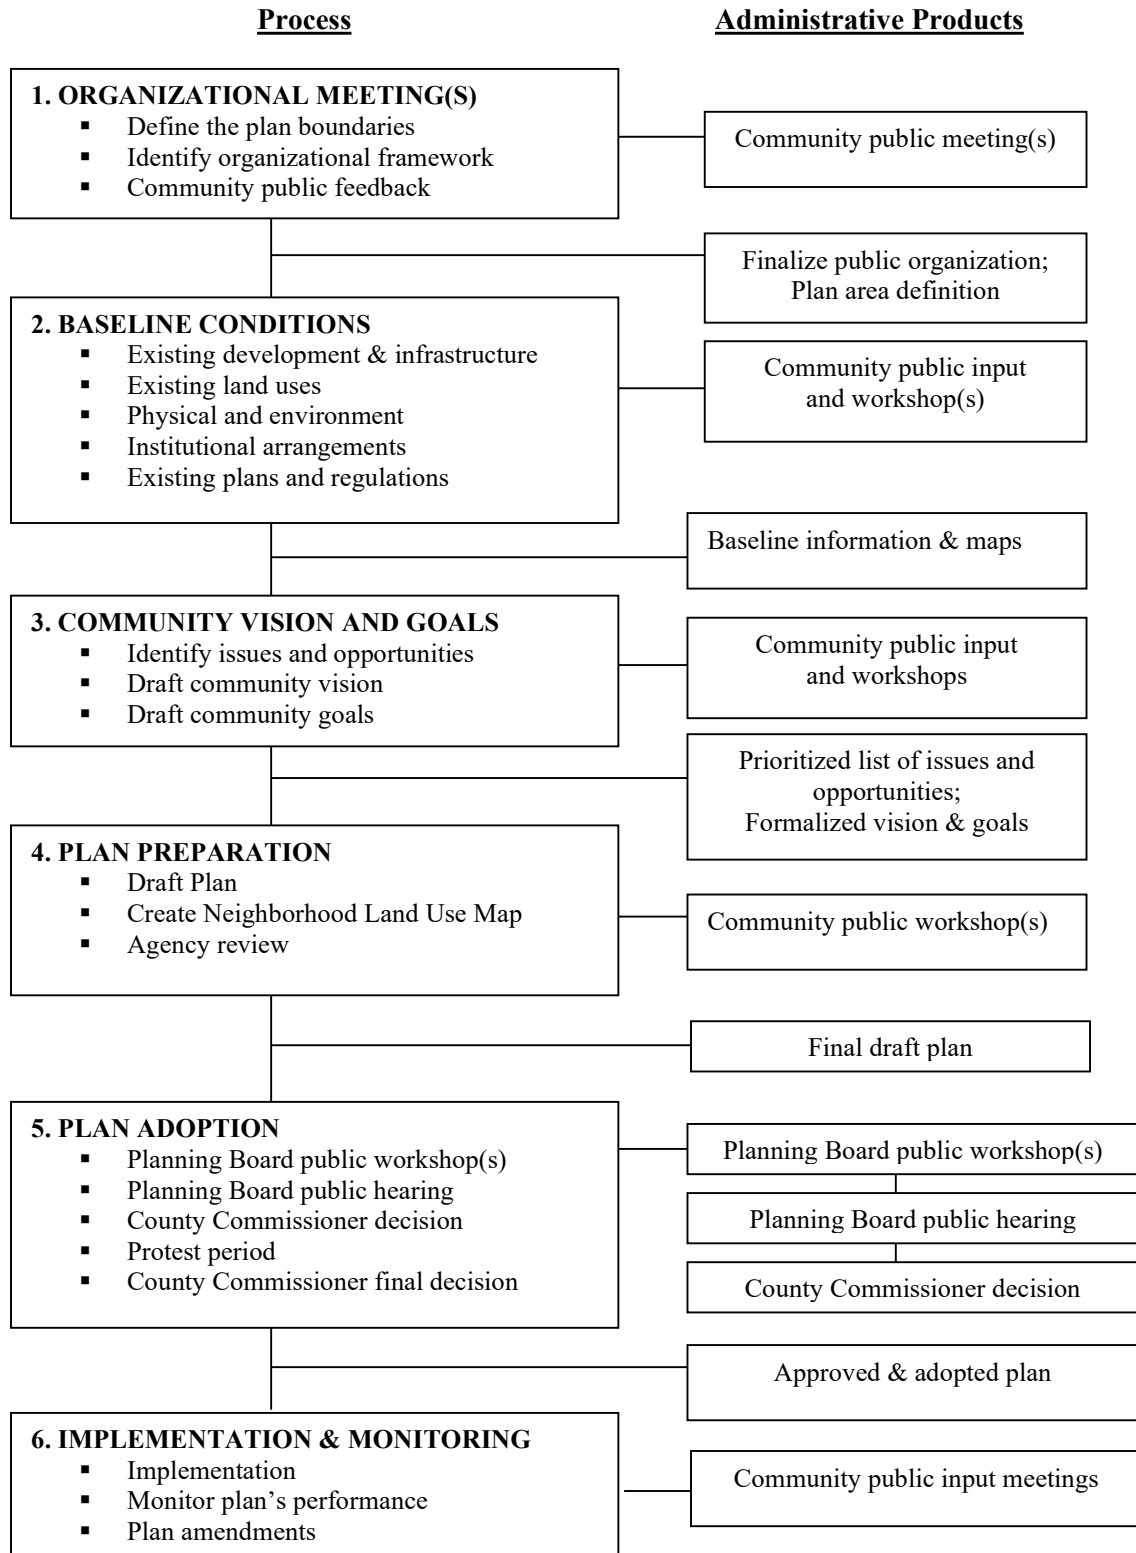 Process
Administrative Products
1. ORGANIZATIONAL MEETING(S)
▪ Define the plan boundaries
▪ Identify organizational framework
▪ Community public feedback
Community public meeting(s)
Finalize public organization;
Plan area definition
2. BASELINE CONDITIONS
▪ Existing development & infrastructure
▪ Existing land uses
▪ Physical and environment
▪ Institutional arrangements
▪ Existing plans and regulations
Community public input
and workshop(s)
Baseline information & maps
3. COMMUNITY VISION AND GOALS
▪ Identify issues and opportunities
▪ Draft community vision
▪ Draft community goals
Community public input
and workshops
Prioritized list of issues and
opportunities;
Formalized vision & goals
4. PLAN PREPARATION
▪ Draft Plan
▪ Create Neighborhood Land Use Map
▪ Agency review
Community public workshop(s)
Final draft plan
5. PLAN ADOPTION
▪ Planning Board public workshop(s)
▪ Planning Board public hearing
▪ County Commissioner decision
▪ Protest period
▪ County Commissioner final decision
Planning Board public workshop(s)
Planning Board public hearing
County Commissioner decision
Approved & adopted plan
6. IMPLEMENTATION & MONITORING
▪ Implementation
▪ Monitor plan’s performance
▪ Plan amendments
Community public input meetings